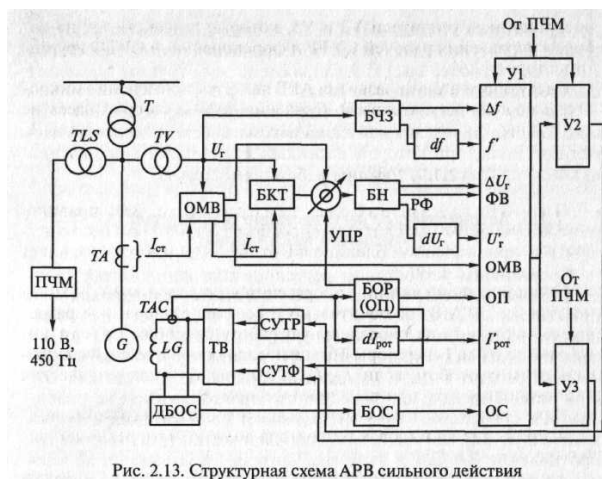 От ПЧМ
У1
У2
T
TLS
TV
Uг
БЧЗ
Δf
df
f'
ОМВ
БКТ
БН
ΔUг
ФВ
РФ
УПР
dUг
U'г
TA
Iст
Iст
ОМВ
ПЧМ
От
ПЧМ
TAC
БОР
(ОП)
ОП
110 В,
450 Гц
G
LG
ТВ
СУТР
dIрот
I'рот
СУТФ
У3
ДБОС
БОС
ОС
Рис. 2.13. Структурная схема АРВ сильного действия